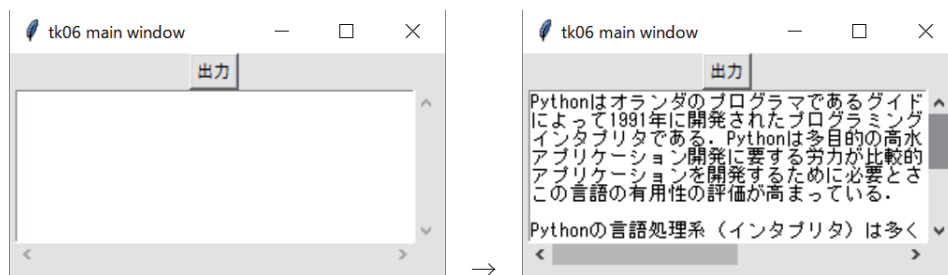 tk06 main window
出力
→
tk06 main window
出力
Pythonはオランダのプログラマであるグイド
によって1991年に開発されたプログラミング
インタプリタである．Pythonは多目的の高水
アプリケーション開発に要する労力が比較的
アプリケーションを開発するために必要とさ
この言語の有用性の評価が高まっている．
Pythonの言語処理系（インタプリタ）は多く